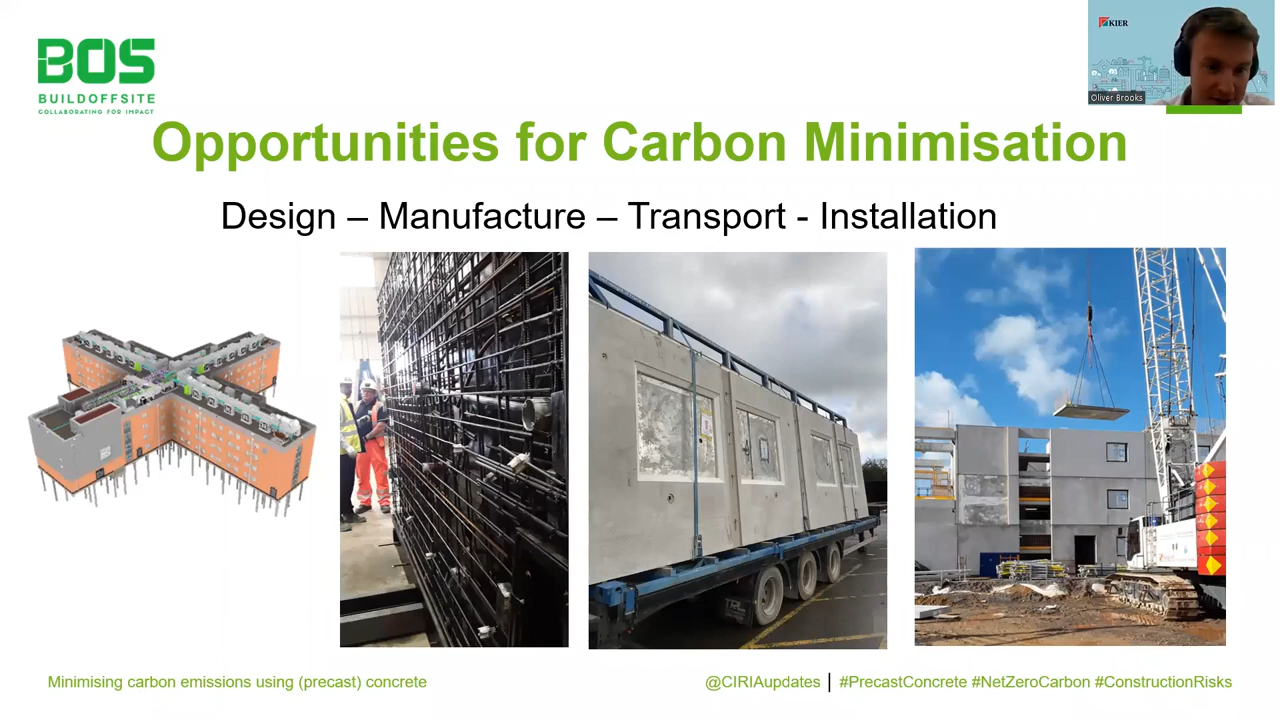 BOS
BUILDOFFSITE
COLLABORATING FOR IMPACT
KIER
Oliver Brooks
Opportunities for Carbon Minimisation
Design – Manufacture – Transport - Installation
Minimising carbon emissions using (precast) concrete
@CIRIAupdates | #PrecastConcrete #NetZeroCarbon #ConstructionRisks